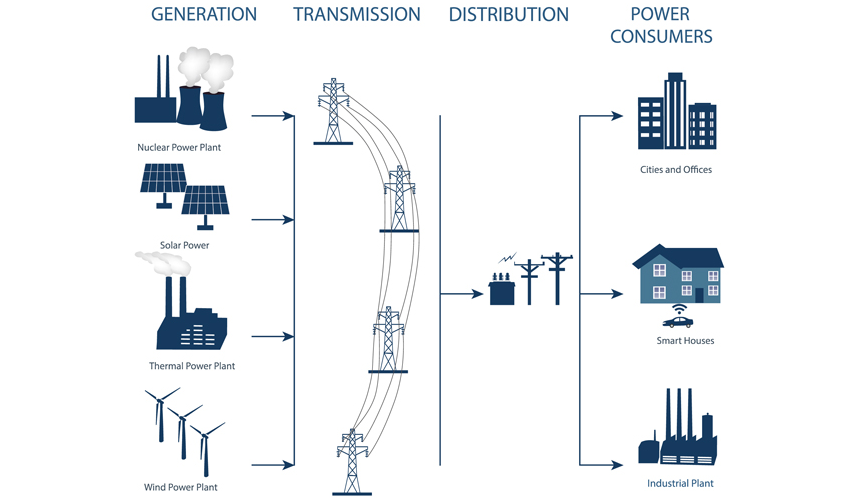 GENERATION
TRANSMISSION
DISTRIBUTION
POWER
CONSUMERS
Nuclear Power Plant
Solar Power
Thermal Power Plant
Wind Power Plant
Cities and Offices
Smart Houses
Industrial Plant